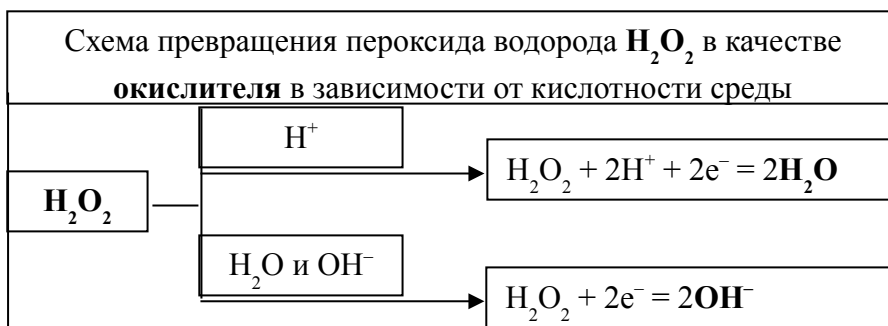 Схема превращения пероксида водорода H₂O₂ в качестве
окислителя в зависимости от кислотности среды
H⁺
H₂O₂ + 2H⁺ + 2e⁻ = 2H₂O
H₂O₂
H₂O и OH⁻
H₂O₂ + 2e⁻ = 2OH⁻